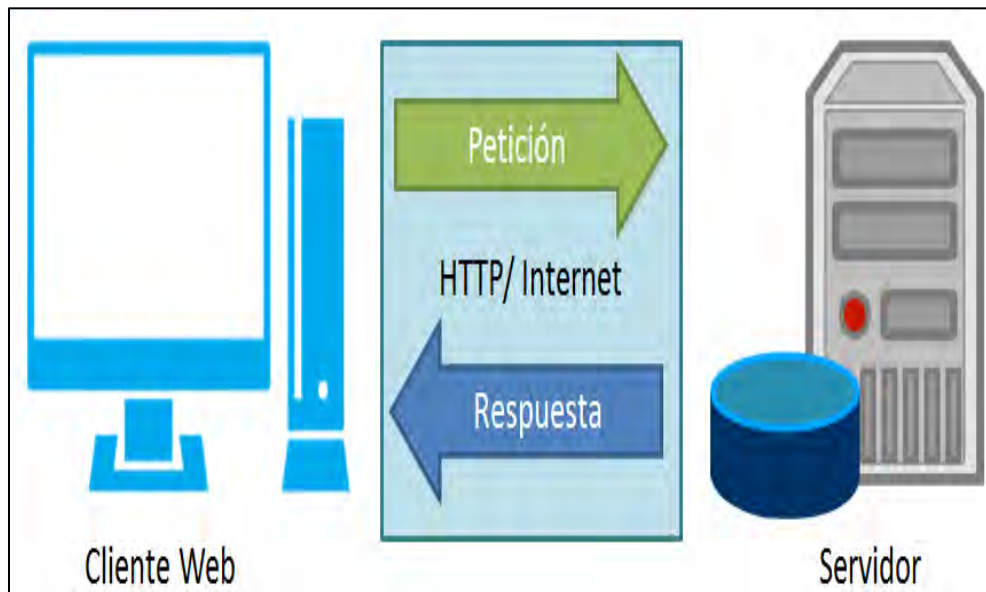 Petición
HTTP/ Internet
Respuesta
Cliente Web
Servidor